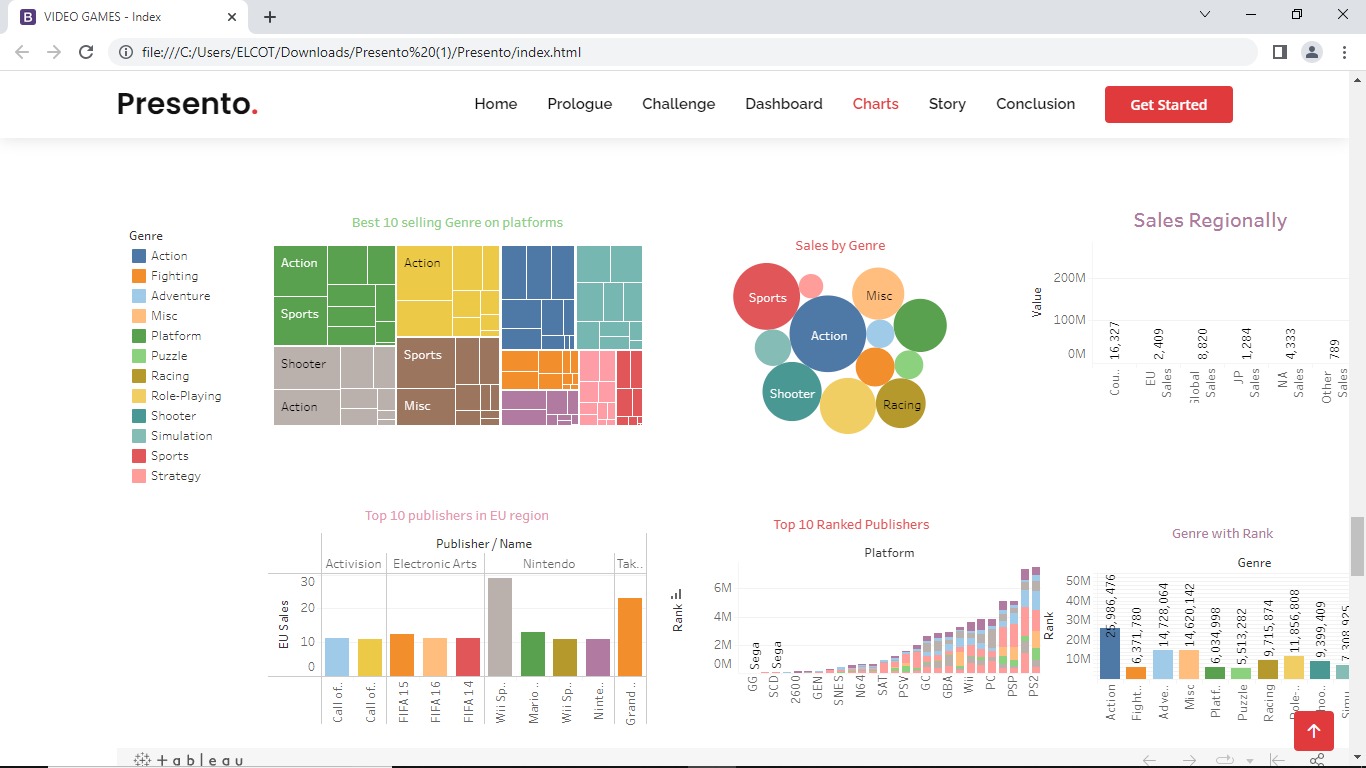 VIDEO GAMES - Index
file:///C:/Users/ELCOT/Downloads/Presento%20(1)/Presento/index.html
Presento.
Home Prologue Challenge Dashboard Charts Story Conclusion Get Started
Genre
Action
Fighting
Adventure
Misc
Platform
Puzzle
Racing
Role-Playing
Shooter
Simulation
Sports
Strategy
Best 10 selling Genre on platforms
Action
Sports
Shooter
Action
Action
Sports
Misc
Sales by Genre
Sports
Misc
Action
Shooter
Racing
Sales Regionally
Value
200M
100M
0M
16,327
2,409
8,820
1,284
4,333
789
Cou..
EU Sales
Global Sales
JP Sales
NA Sales
Other Sales
Top 10 publishers in EU region
Publisher / Name
Activision Electronic Arts Nintendo Tak..
EU Sales
30
20
10
0
Call of..
Call of..
FIFA 15
FIFA 16
FIFA 14
Wii Sp..
Mario..
Wii Sp..
Ninte..
Grand..
Top 10 Ranked Publishers
Platform
Rank
6M
4M
2M
0M
Sega
Sega
GG
SCD
2600
GEN
SNES
N64
SAT
PSV
GC
GBA
Wii
PC
PSP
PS2
Genre with Rank
Genre
Rank
50M
40M
30M
20M
10M
25,986,476
6,371,780
14,728,064
14,620,142
6,034,998
5,513,282
9,715,874
11,856,808
9,399,409
7,308,925
Action
Fight..
Adve..
Misc
Platf..
Puzzle
Racing
Role-..
Shoo..
Simu..
+ a b l e a u